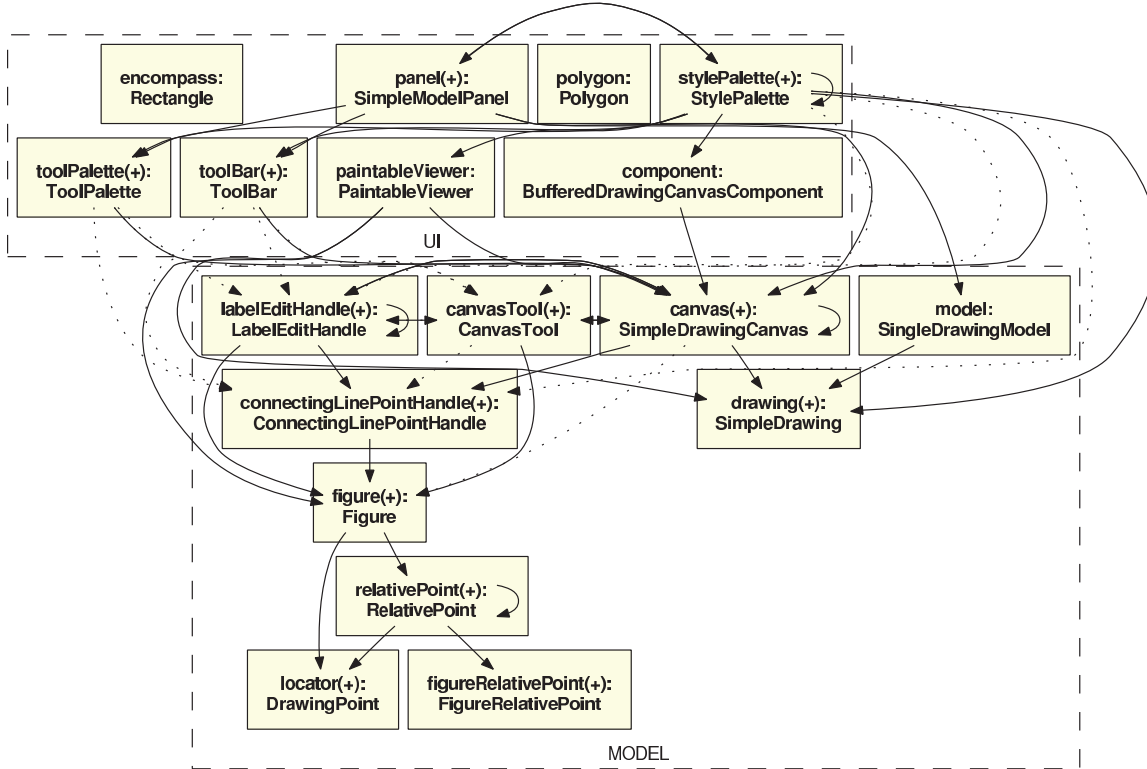 encompass:
Rectangle
panel(+):
SimpleModelPanel
polygon:
Polygon
stylePalette(+):
StylePalette
toolPalette(+):
ToolPalette
toolBar(+):
ToolBar
paintableViewer:
PaintableViewer
component:
BufferedDrawingCanvasComponent
UI
labelEditHandle(+):
LabelEditHandle
canvasTool(+):
CanvasTool
canvas(+):
SimpleDrawingCanvas
model:
SingleDrawingModel
connectingLinePointHandle(+):
ConnectingLinePointHandle
drawing(+):
SimpleDrawing
figure(+):
Figure
relativePoint(+):
RelativePoint
locator(+):
DrawingPoint
figureRelativePoint(+):
FigureRelativePoint
MODEL